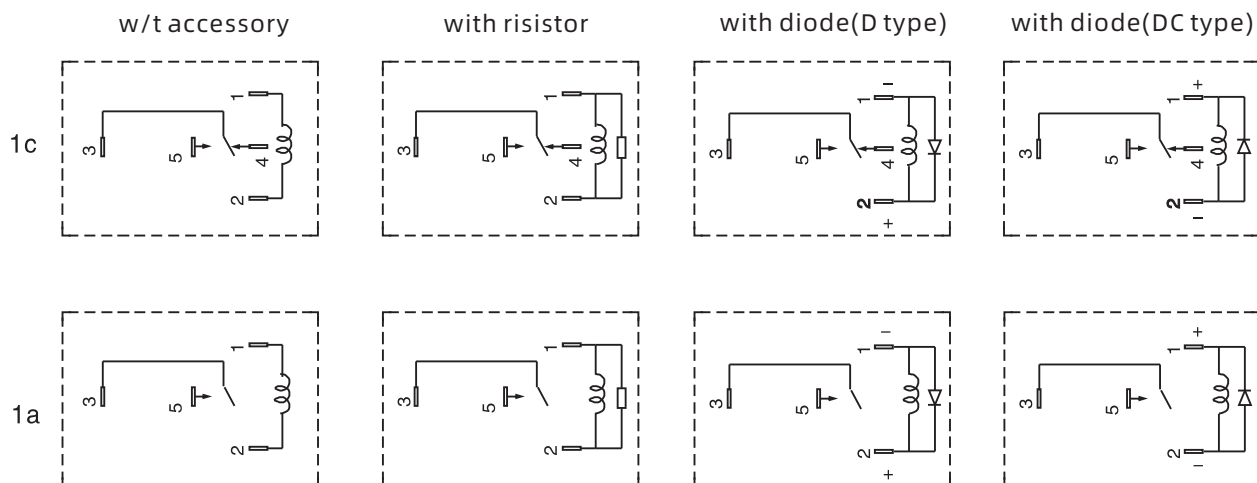 w/t accessory with risistor with diode(D type) with diode(DC type)
1c
1 3 5 4 2
1 3 5 4 2
− 1 3 5 4 2 +
+ 1 3 5 4 2 −
1a
1 3 5 2
1 3 5 2
− 1 3 5 2 +
+ 1 3 5 2 −